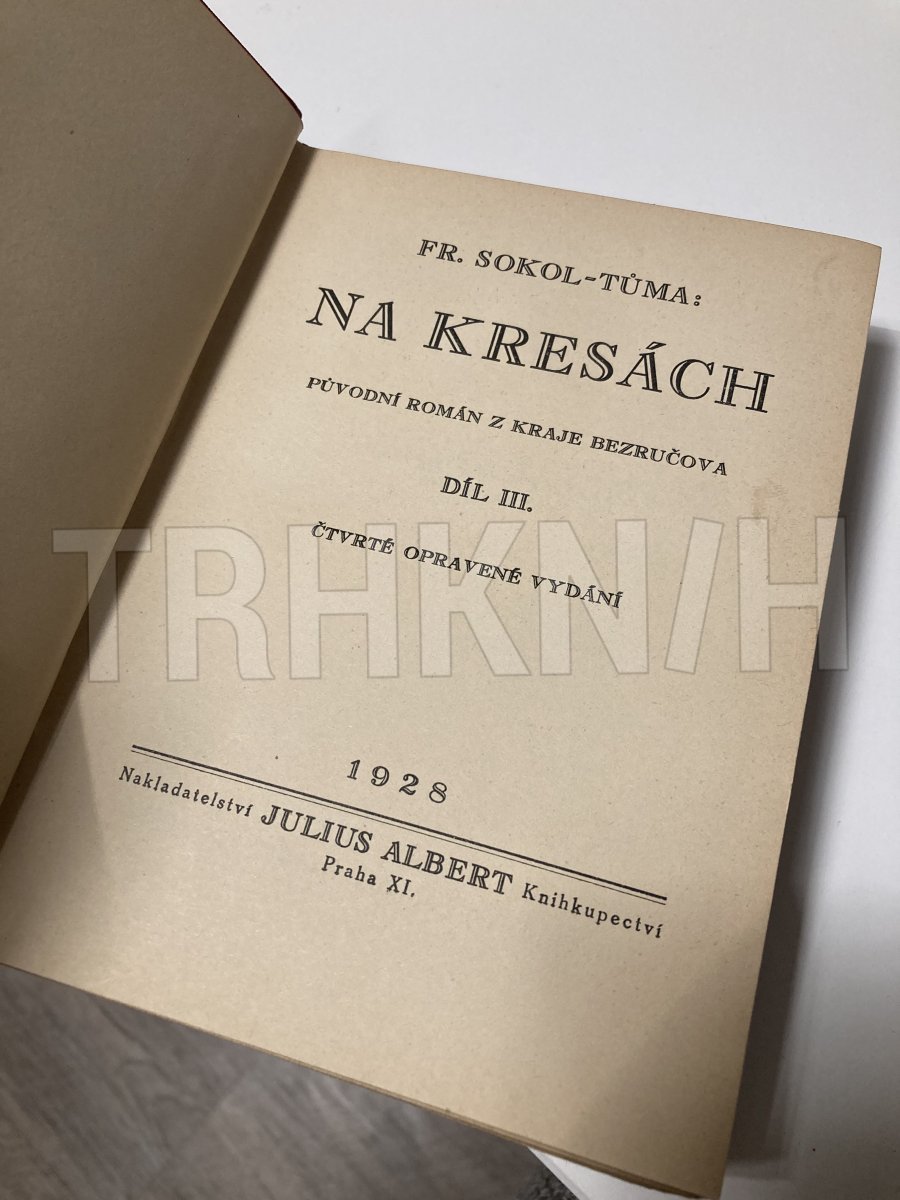 FR. SOKOL-TŮMA:
NA KRESÁCH
PŮVODNÍ ROMÁN Z KRAJE BEZRUČOVA
DÍL III.
ČTVRTÉ OPRAVENÉ VYDÁNÍ
TRHKNIH
1928
Nakladatelství JULIUS ALBERT Knihkupectví
Praha XI.